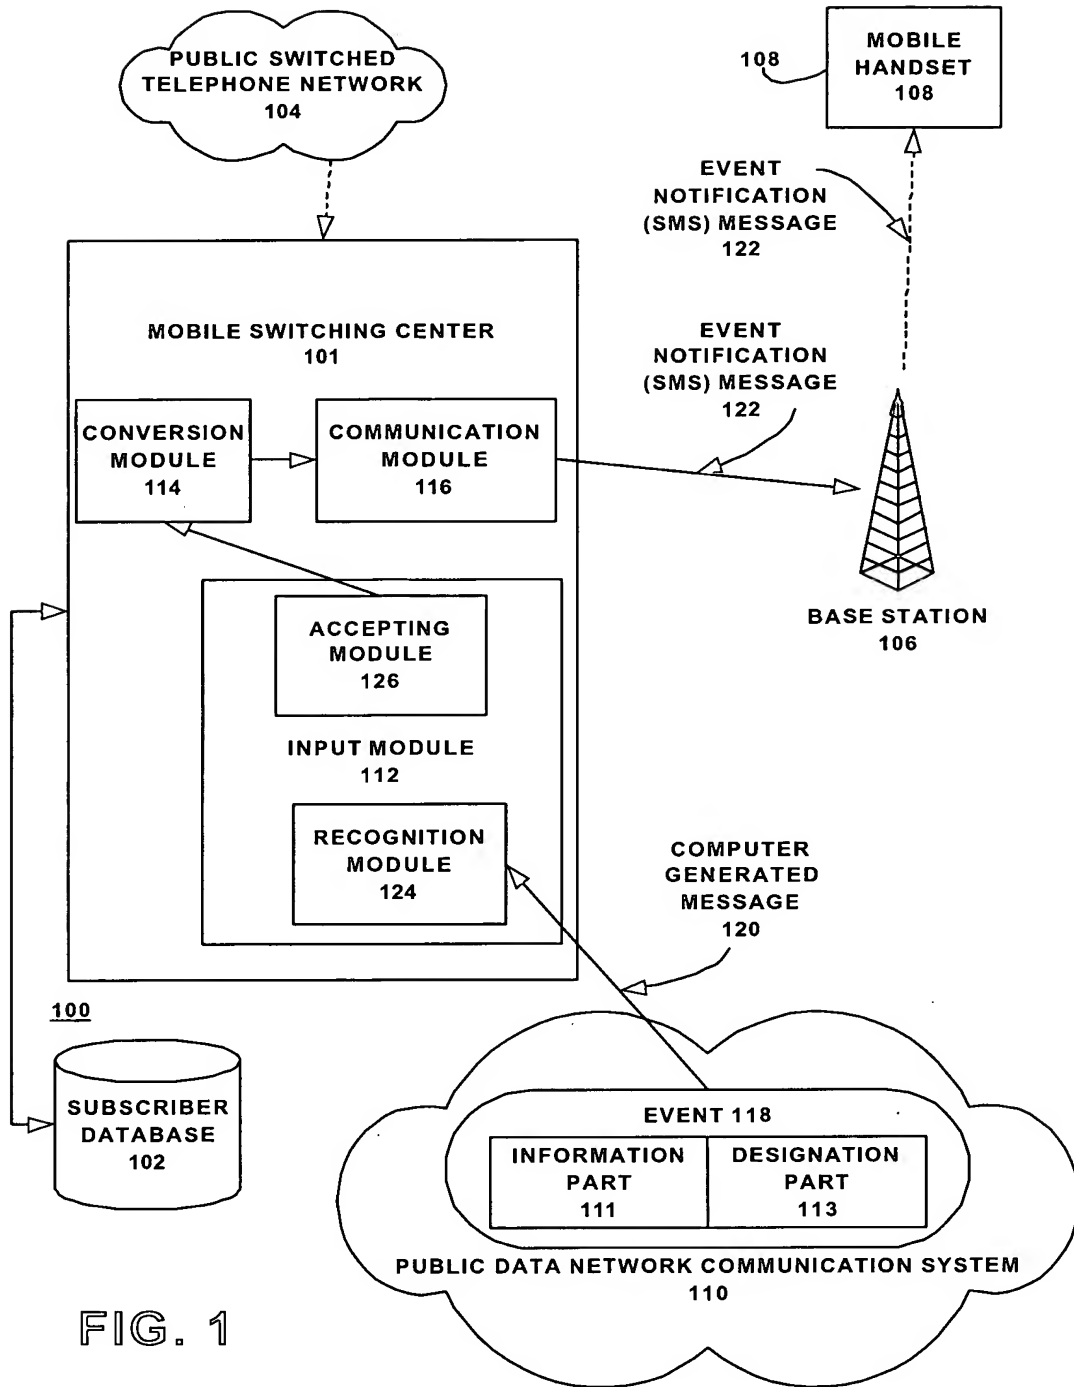 PUBLIC SWITCHED
TELEPHONE NETWORK
104
108
MOBILE
HANDSET
108
EVENT
NOTIFICATION
(SMS) MESSAGE
122
MOBILE SWITCHING CENTER
101
EVENT
NOTIFICATION
(SMS) MESSAGE
122
CONVERSION
MODULE
114
COMMUNICATION
MODULE
116
BASE STATION
106
ACCEPTING
MODULE
126
INPUT MODULE
112
RECOGNITION
MODULE
124
COMPUTER
GENERATED
MESSAGE
120
100
SUBSCRIBER
DATABASE
102
EVENT 118
INFORMATION
PART
111
DESIGNATION
PART
113
PUBLIC DATA NETWORK COMMUNICATION SYSTEM
110
FIG. 1